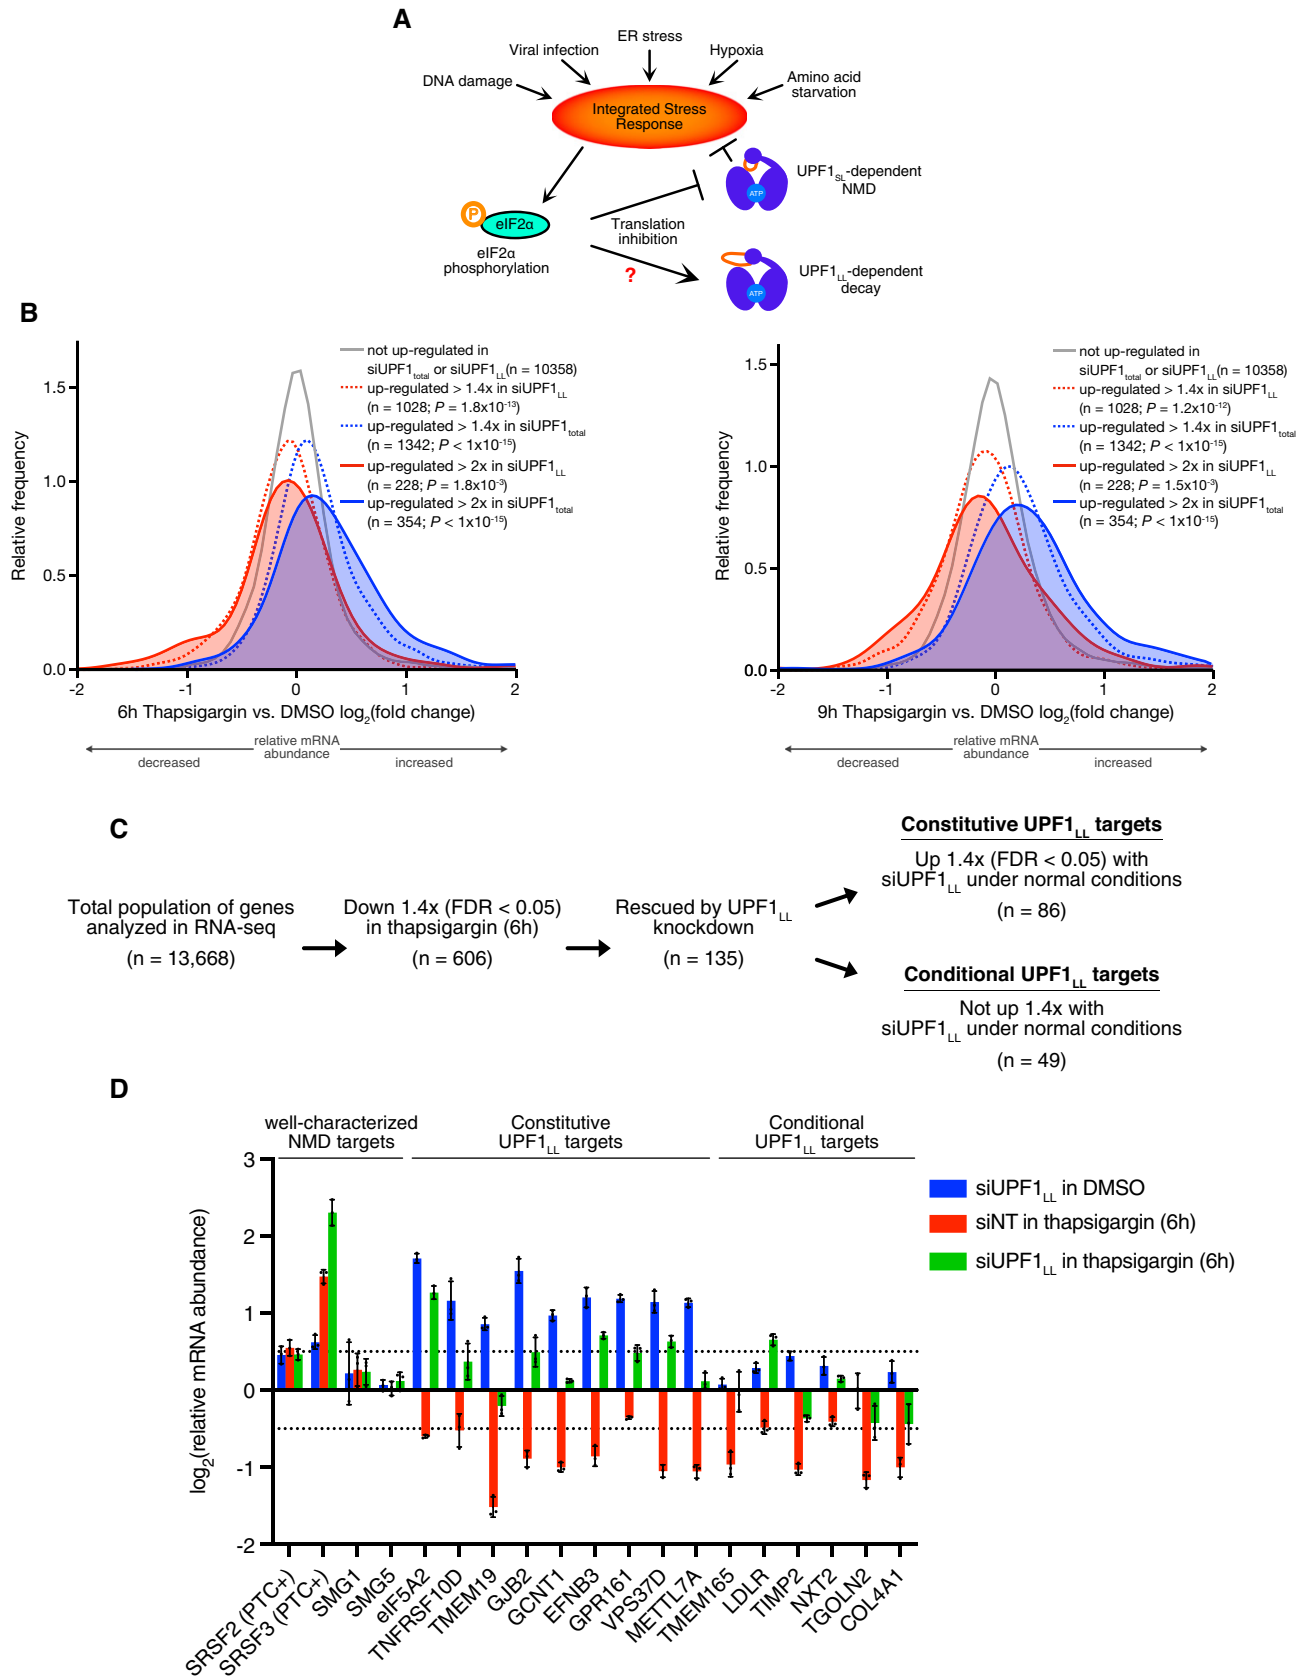 A
ER stress
Viral infection
Hypoxia
DNA damage
Amino acid
starvation
Integrated Stress
Response
UPF1SL-dependent
NMD
ATP
P
eIF2α
Translation
inhibition
eIF2α
phosphorylation
?
UPF1LL-dependent
decay
ATP
B
Relative frequency
1.5
1.0
0.5
0.0
-2
-1
0
1
2
not up-regulated in
siUPF1total or siUPF1LL(n = 10358)
up-regulated > 1.4x in siUPF1LL
(n = 1028; P = 1.8x10-13)
up-regulated > 1.4x in siUPF1total
(n = 1342; P < 1x10-15)
up-regulated > 2x in siUPF1LL
(n = 228; P = 1.8x10-3)
up-regulated > 2x in siUPF1total
(n = 354; P < 1x10-15)
6h Thapsigargin vs. DMSO log2(fold change)
relative mRNA
abundance
decreased
increased
Relative frequency
1.5
1.0
0.5
0.0
-2
-1
0
1
2
not up-regulated in
siUPF1total or siUPF1LL(n = 10358)
up-regulated > 1.4x in siUPF1LL
(n = 1028; P = 1.2x10-12)
up-regulated > 1.4x in siUPF1total
(n = 1342; P < 1x10-15)
up-regulated > 2x in siUPF1LL
(n = 228; P = 1.5x10-3)
up-regulated > 2x in siUPF1total
(n = 354; P < 1x10-15)
9h Thapsigargin vs. DMSO log2(fold change)
relative mRNA
abundance
decreased
increased
C
Total population of genes
analyzed in RNA-seq
(n = 13,668)
Down 1.4x (FDR < 0.05)
in thapsigargin (6h)
(n = 606)
Rescued by UPF1LL
knockdown
(n = 135)
Constitutive UPF1LL targets
Up 1.4x (FDR < 0.05) with
siUPF1LL under normal conditions
(n = 86)
Conditional UPF1LL targets
Not up 1.4x with
siUPF1LL under normal conditions
(n = 49)
D
well-characterized
NMD targets
Constitutive
UPF1LL targets
Conditional
UPF1LL targets
log2(relative mRNA abundance)
3
2
1
0
-1
-2
siUPF1LL in DMSO
siNT in thapsigargin (6h)
siUPF1LL in thapsigargin (6h)
SRSF2 (PTC+)
SRSF3 (PTC+)
SMG1
SMG5
eIF5A2
TNFRSF10D
TMEM19
GJB2
GCNT1
EFNB3
GPR161
VPS37D
METTL7A
TMEM165
LDLR
TIMP2
NXT2
TGOLN2
COL4A1